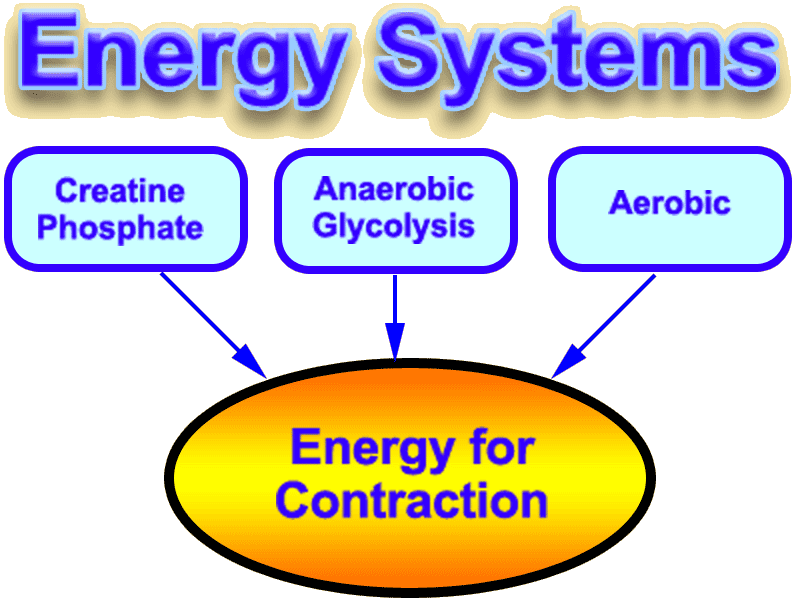 Energy Systems
Creatine
Phosphate
Anaerobic
Glycolysis
Aerobic
Energy for
Contraction